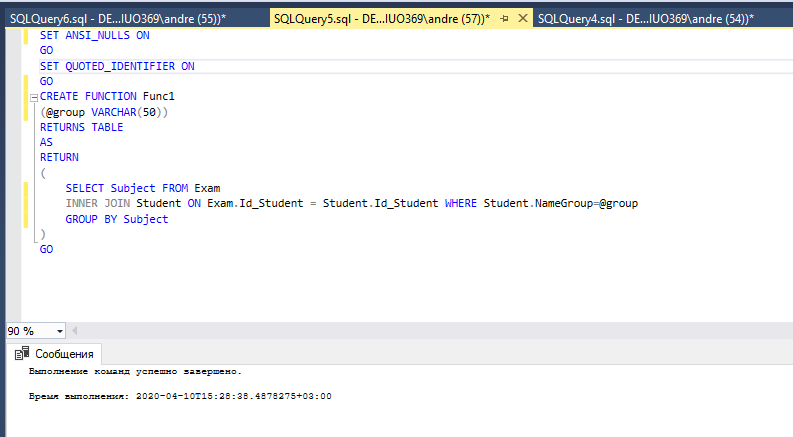 SQLQuery6.sql - DE...IUO369\andre (55))* SQLQuery5.sql - DE...IUO369\andre (57))* SQLQuery4.sql - DE...IUO369\andre (54))*
SET ANSI_NULLS ON
GO
SET QUOTED_IDENTIFIER ON
GO
CREATE FUNCTION Func1
(@group VARCHAR(50))
RETURNS TABLE
AS
RETURN
(
SELECT Subject FROM Exam
INNER JOIN Student ON Exam.Id_Student = Student.Id_Student WHERE Student.NameGroup=@group
GROUP BY Subject
)
GO
90 %
Сообщения
Выполнение команд успешно завершено.
Время выполнения: 2020-04-10T15:28:38.4878275+03:00